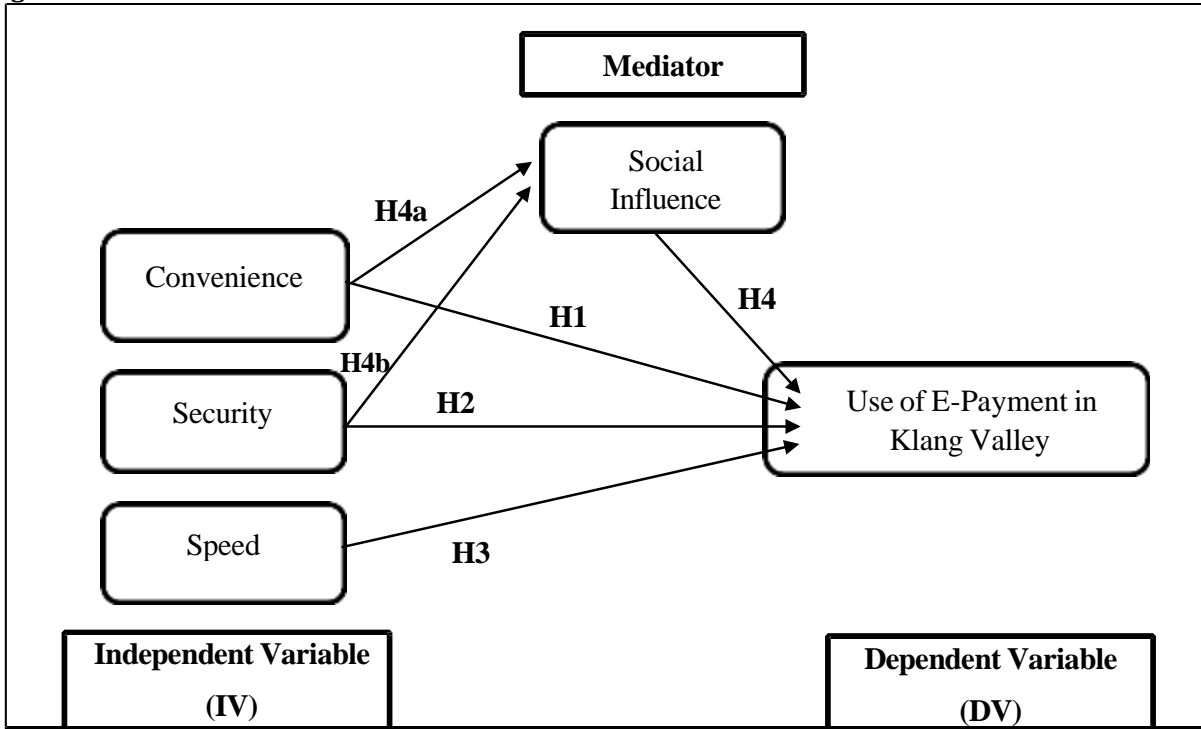 Mediator
Social
Influence
H4a
Convenience
H4
H1
H4b
Security
H2
Use of E-Payment in
Klang Valley
Speed
H3
Independent Variable
(IV)
Dependent Variable
(DV)